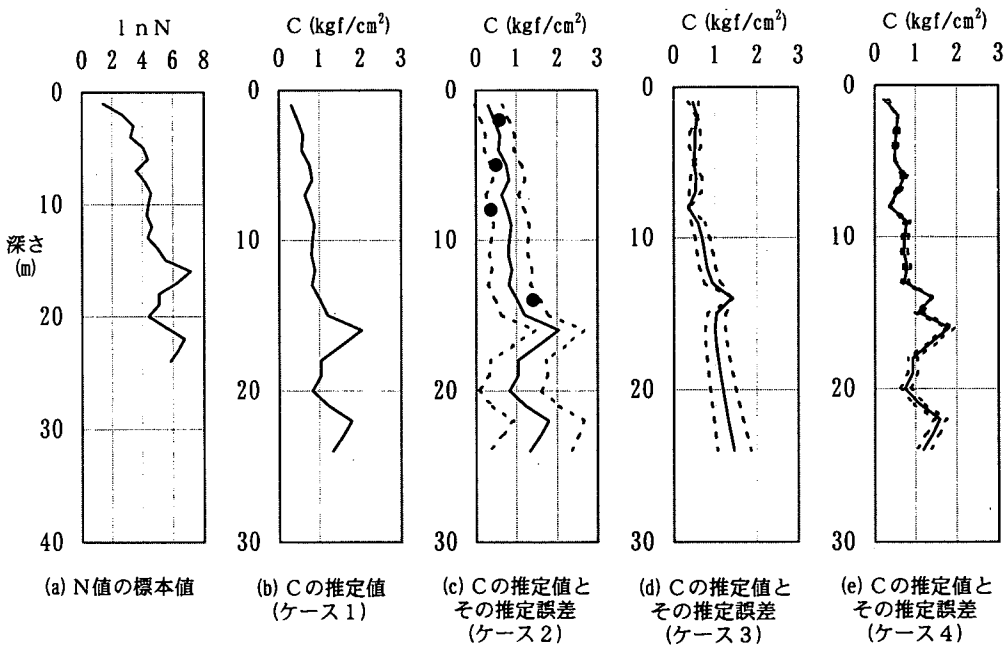 lnN
0 2 4 6 8
0
10
20
30
40
深さ
(m)
(a) N値の標本値
C (kgf/cm²)
0 1 2 3
0
10
20
30
(b) Cの推定値
(ケース1)
C (kgf/cm²)
0 1 2 3
0
10
20
30
(c) Cの推定値と
その推定誤差
(ケース2)
C (kgf/cm²)
0 1 2 3
0
10
20
30
(d) Cの推定値と
その推定誤差
(ケース3)
C (kgf/cm²)
0 1 2 3
0
10
20
30
(e) Cの推定値と
その推定誤差
(ケース4)